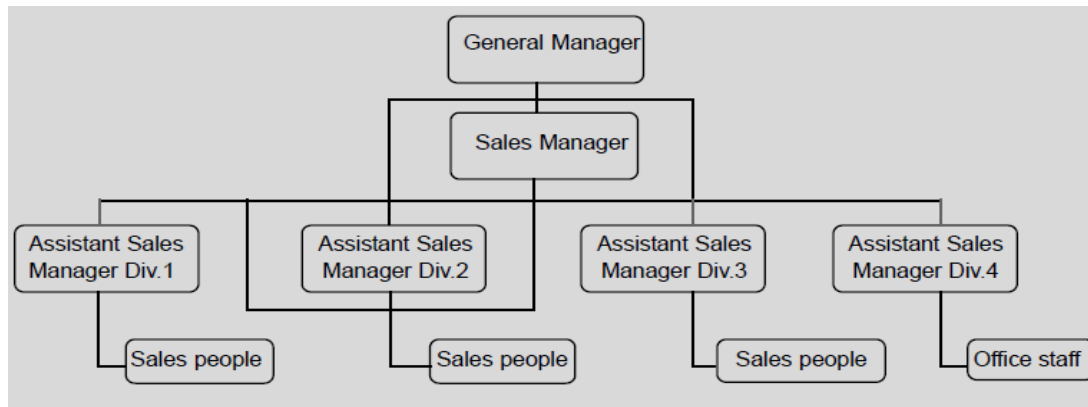 General Manager
Sales Manager
Assistant Sales
Manager Div.1
Assistant Sales
Manager Div.2
Assistant Sales
Manager Div.3
Assistant Sales
Manager Div.4
Sales people
Sales people
Sales people
Office staff